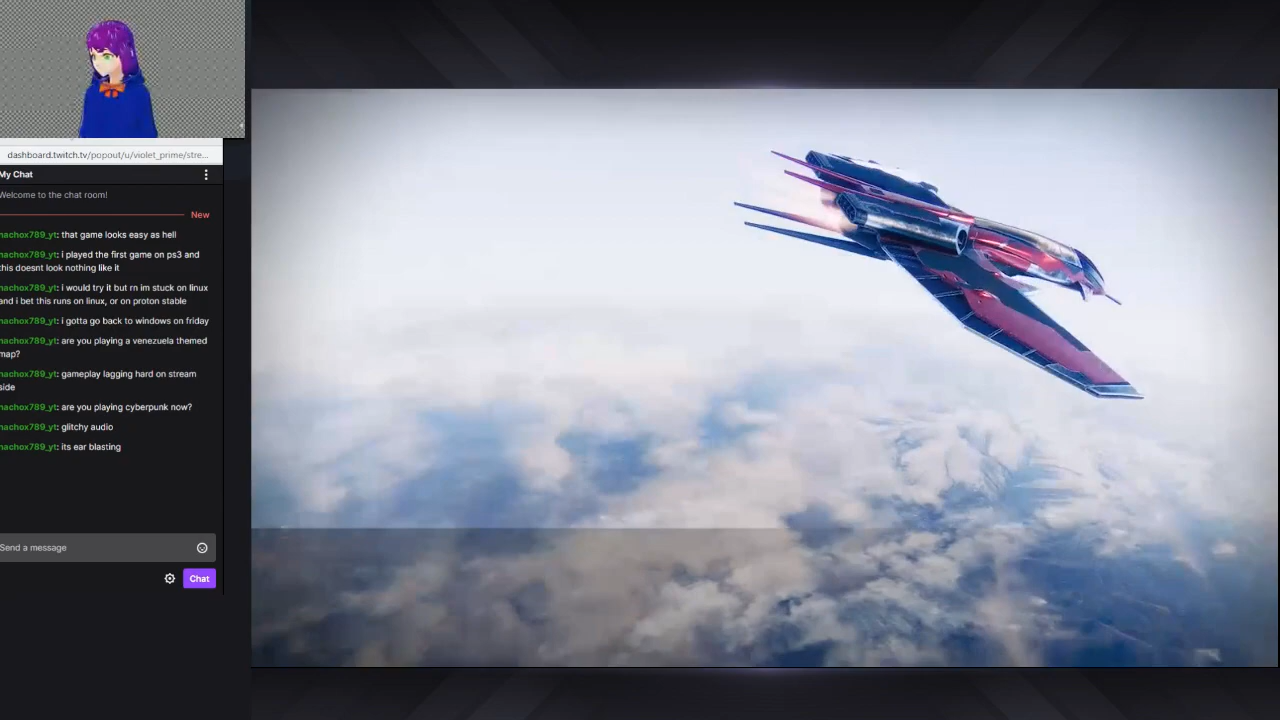 dashboard.twitch.tv/popout/u/violet_prime/stre...
My Chat
Welcome to the chat room!
New
nachox789_yt: that game looks easy as hell
nachox789_yt: i played the first game on ps3 and
this doesnt look nothing like it
nachox789_yt: i would try it but rn im stuck on linux
and i bet this runs on linux, or on proton stable
nachox789_yt: i gotta go back to windows on friday
nachox789_yt: are you playing a venezuela themed
map?
nachox789_yt: gameplay lagging hard on stream
side
nachox789_yt: are you playing cyberpunk now?
nachox789_yt: glitchy audio
nachox789_yt: its ear blasting
Send a message
Chat